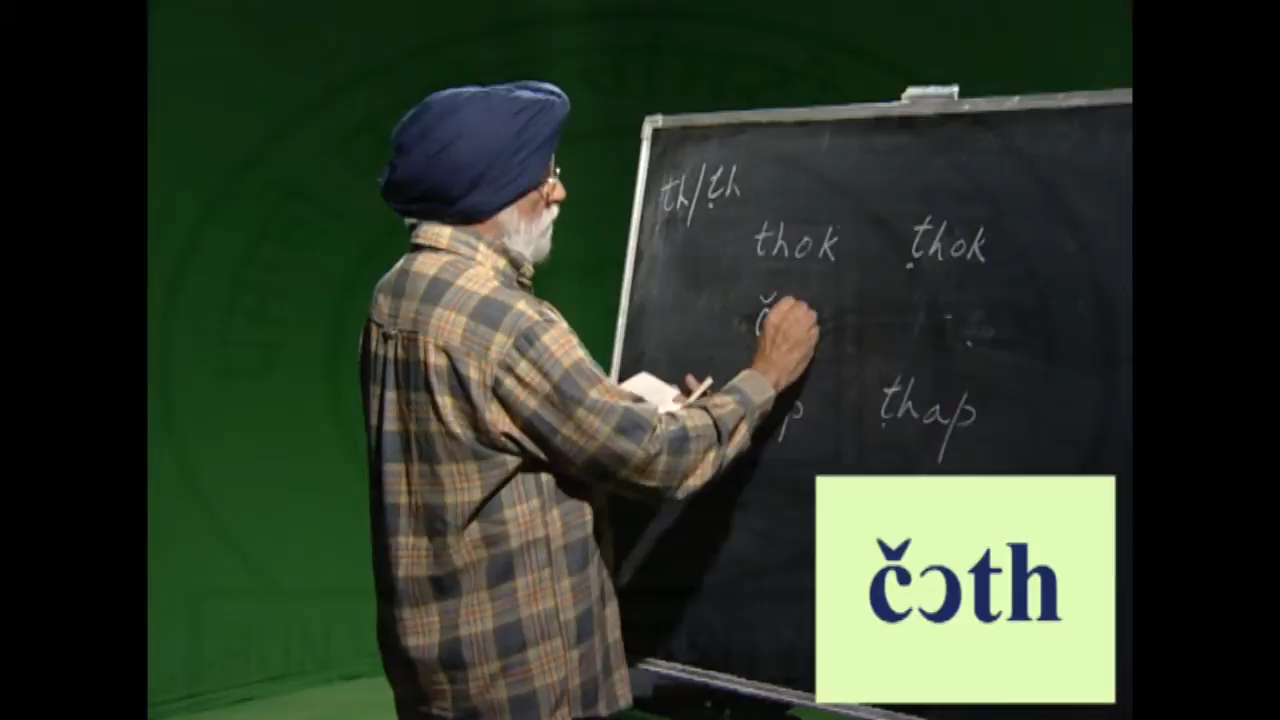 th/ṭh
thok ṭhok
č
p ṭhap
čɔth